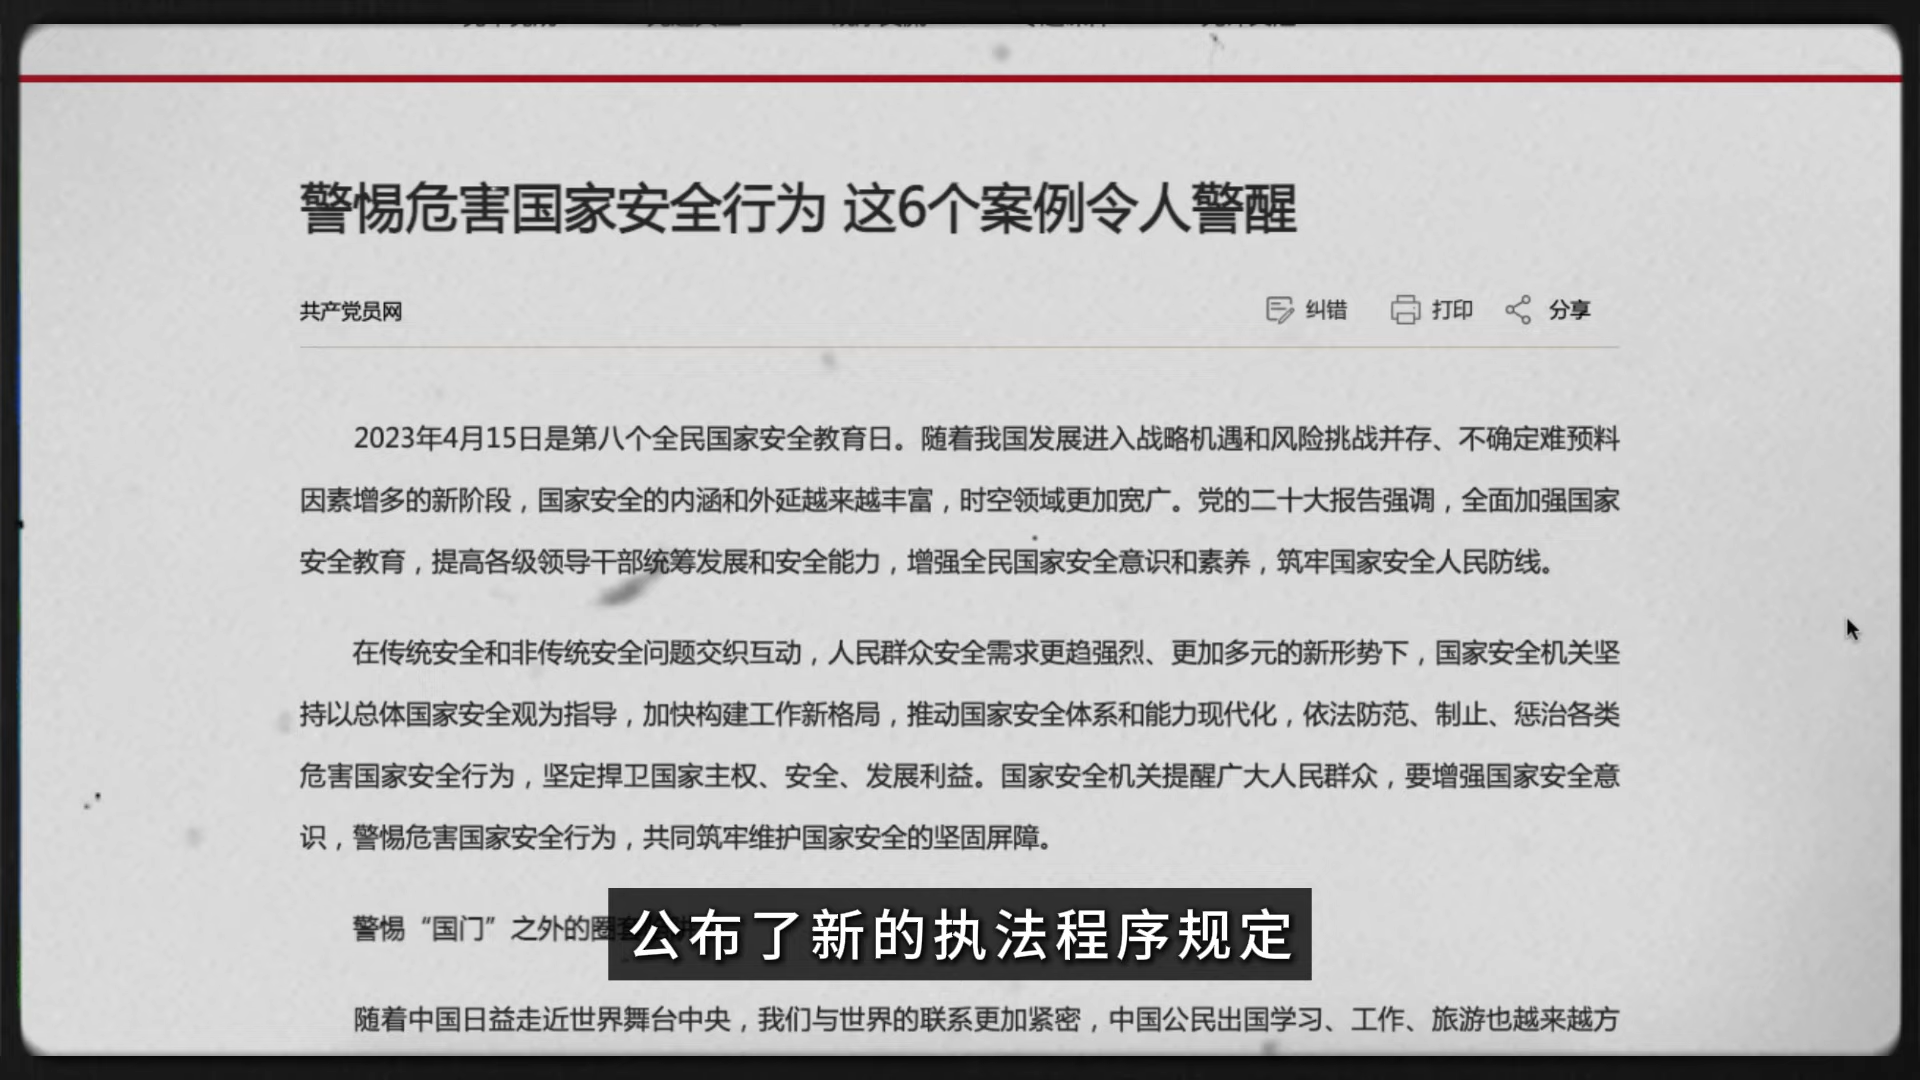 警惕危害国家安全行为 这6个案例令人警醒
共产党员网
纠错 打印 分享
2023年4月15日是第八个全民国家安全教育日。随着我国发展进入战略机遇和风险挑战并存、不确定难预料
因素增多的新阶段，国家安全的内涵和外延越来越丰富，时空领域更加宽广。党的二十大报告强调，全面加强国家
安全教育，提高各级领导干部统筹发展和安全能力，增强全民国家安全意识和素养，筑牢国家安全人民防线。
在传统安全和非传统安全问题交织互动，人民群众安全需求更趋强烈、更加多元的新形势下，国家安全机关坚
持以总体国家安全观为指导，加快构建工作新格局，推动国家安全体系和能力现代化，依法防范、制止、惩治各类
危害国家安全行为，坚定捍卫国家主权、安全、发展利益。国家安全机关提醒广大人民群众，要增强国家安全意
识，警惕危害国家安全行为，共同筑牢维护国家安全的坚固屏障。
警惕“国门”之外的圈
公布了新的执法程序规定
随着中国日益走近世界舞台中央，我们与世界的联系更加紧密，中国公民出国学习、工作、旅游也越来越方